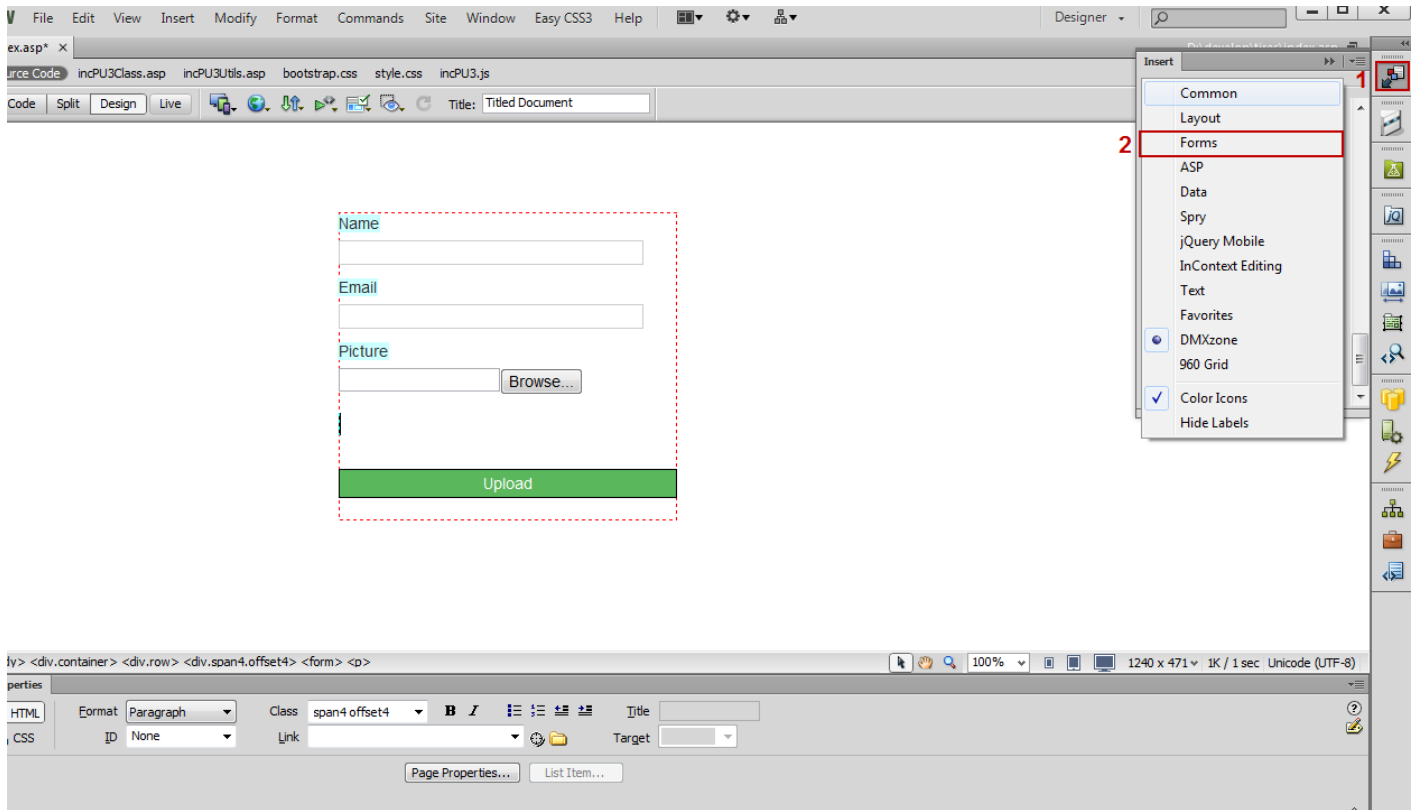 W File Edit View Insert Modify Format Commands Site Window Easy CSS3 Help Designer
ex.asp* D:\develop\tirer\index.asp
urce Code incPU3Class.asp incPU3Utils.asp bootstrap.css style.css incPU3.js
Code Split Design Live Title: Titled Document
Insert
1
Common
Layout
2 Forms
ASP
Data
Spry
jQuery Mobile
InContext Editing
Text
Favorites
DMXzone
960 Grid
Color Icons
Hide Labels
Name
Email
Picture
Browse...
Upload
dy> <div.container> <div.row> <div.span4.offset4> <form> <p> 100% 1240 x 471 1K / 1 sec Unicode (UTF-8)
perties
HTML Format Paragraph Class span4 offset4 B I Title
CSS ID None Link Target
Page Properties... List Item...